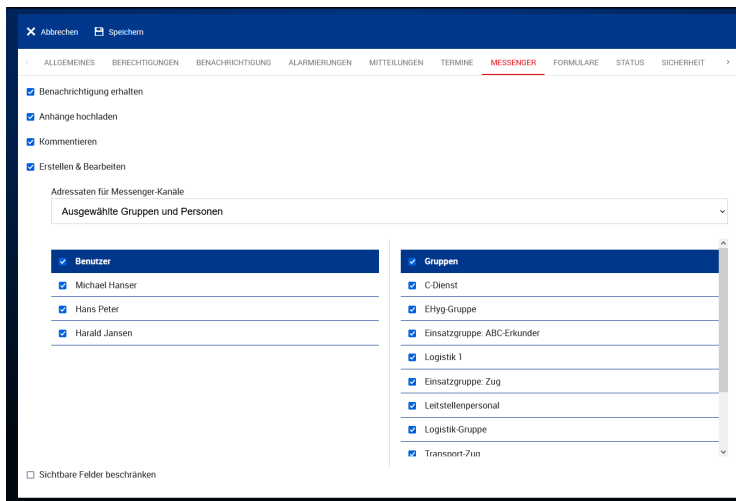 Abbrechen Speichern
ALLGEMEINES BERECHTIGUNGEN BENACHRICHTIGUNG ALARMIERUNGEN MITTEILUNGEN TERMINE MESSENGER FORMULARE STATUS SICHERHEIT
Benachrichtigung erhalten
Anhänge hochladen
Kommentieren
Erstellen & Bearbeiten
Adressaten für Messenger-Kanäle
Ausgewählte Gruppen und Personen
Benutzer
Michael Hanser
Hans Peter
Harald Jansen
Gruppen
C-Dienst
EHyg-Gruppe
Einsatzgruppe: ABC-Erkunder
Logistik 1
Einsatzgruppe: Zug
Leitstellenpersonal
Logistik-Gruppe
Transport-Zug
Sichtbare Felder beschränken